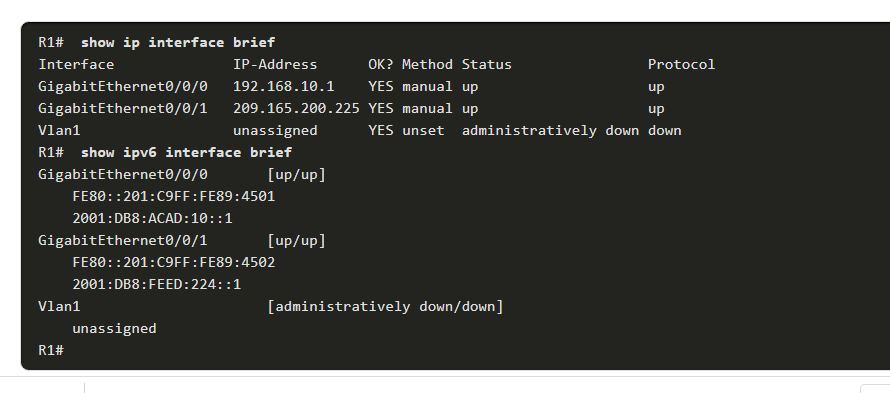 R1#  show ip interface brief
Interface              IP-Address      OK? Method Status                Protocol
GigabitEthernet0/0/0   192.168.10.1    YES manual up                    up
GigabitEthernet0/0/1   209.165.200.225 YES manual up                    up
Vlan1                  unassigned      YES unset  administratively down down
R1#  show ipv6 interface brief
GigabitEthernet0/0/0       [up/up]
    FE80::201:C9FF:FE89:4501
    2001:DB8:ACAD:10::1
GigabitEthernet0/0/1       [up/up]
    FE80::201:C9FF:FE89:4502
    2001:DB8:FEED:224::1
Vlan1                      [administratively down/down]
    unassigned
R1#